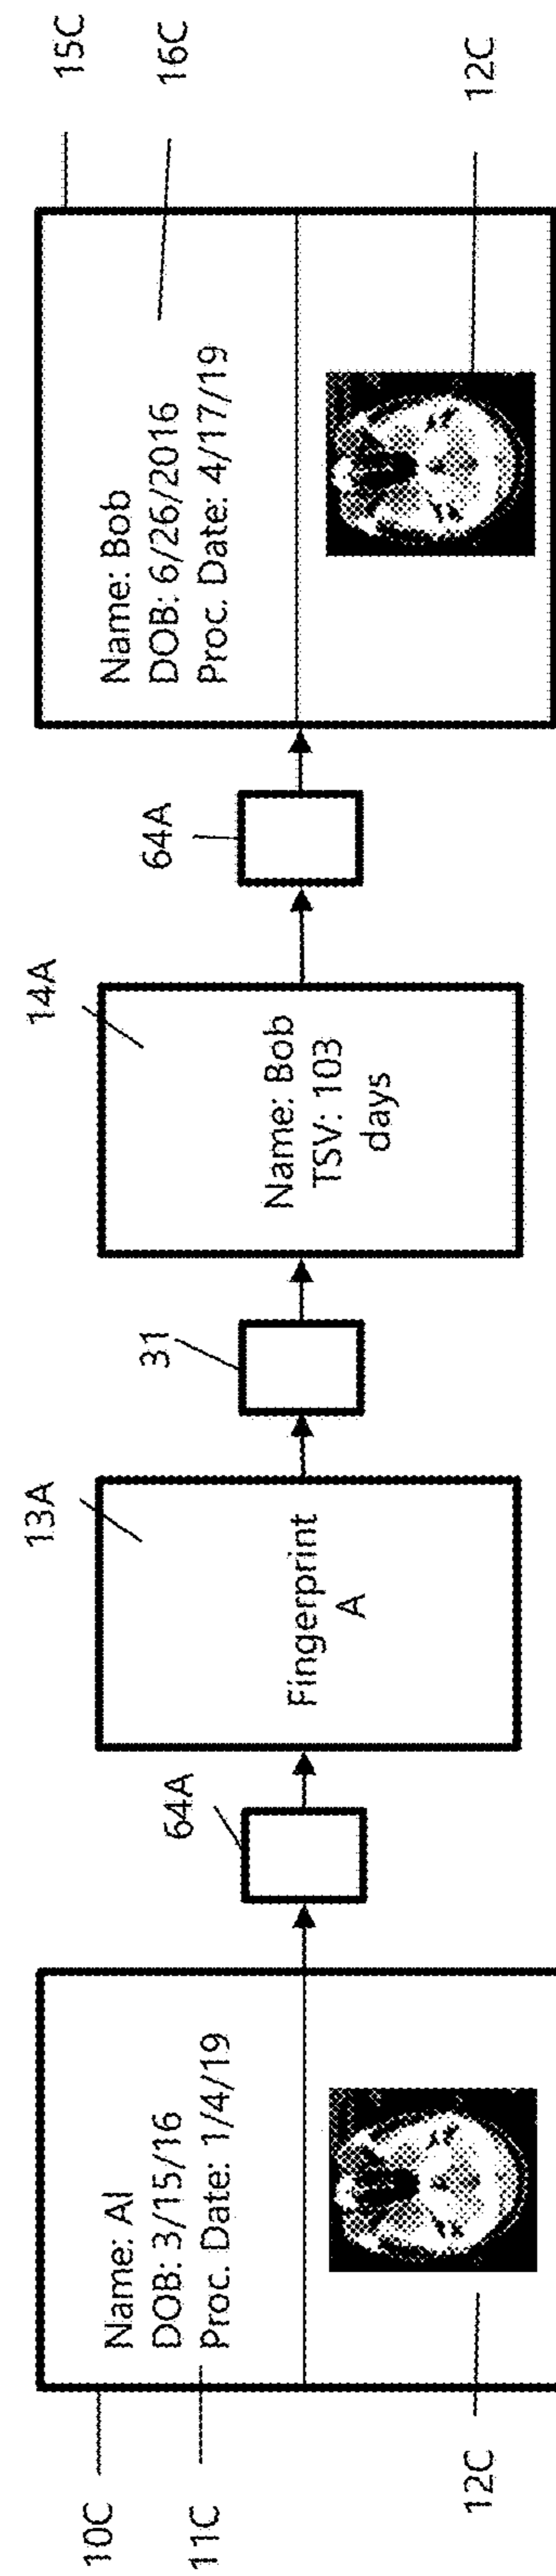 10C
11C
Name: Al
DOB: 3/15/16
Proc. Date: 1/4/19
12C
64A
13A
Fingerprint
A
31
14A
Name: Bob
TSV: 103
days
64A
Name: Bob
DOB: 6/26/2016
Proc. Date: 4/17/19
15C
16C
12C